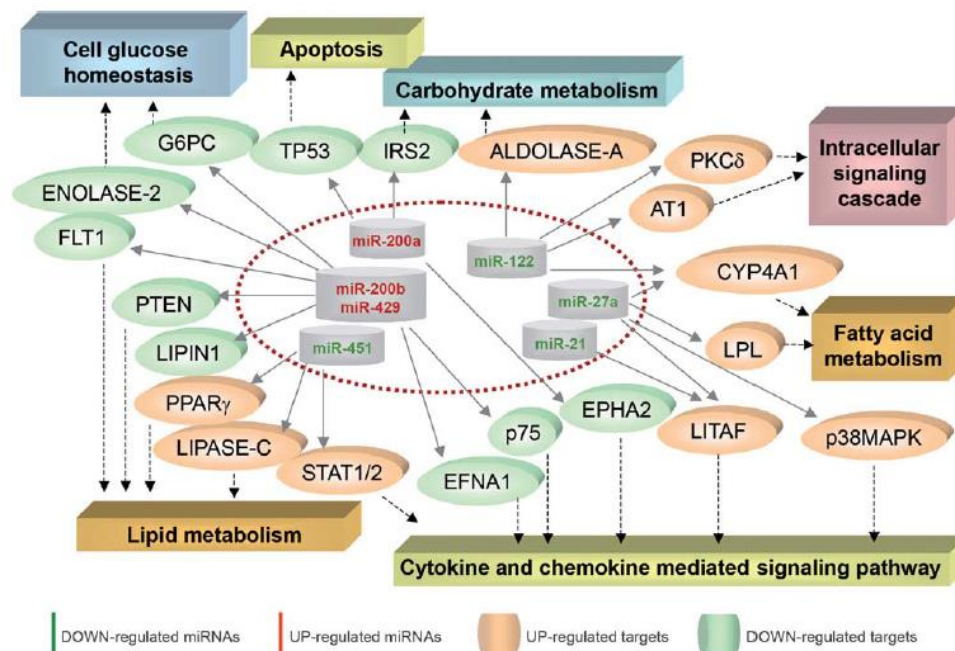 Cell glucose
homeostasis
Apoptosis
Carbohydrate metabolism
G6PC
TP53
IRS2
ALDOLASE-A
PKCδ
Intracellular
signaling
cascade
ENOLASE-2
AT1
FLT1
miR-200a
miR-122
CYP4A1
miR-200b
miR-429
miR-27a
PTEN
miR-451
miR-21
LIPIN1
LPL
Fatty acid
metabolism
PPARγ
EPHA2
LIPASE-C
p75
LITAF
p38MAPK
STAT1/2
EFNA1
Lipid metabolism
Cytokine and chemokine mediated signaling pathway
DOWN-regulated miRNAs
UP-regulated miRNAs
UP-regulated targets
DOWN-regulated targets